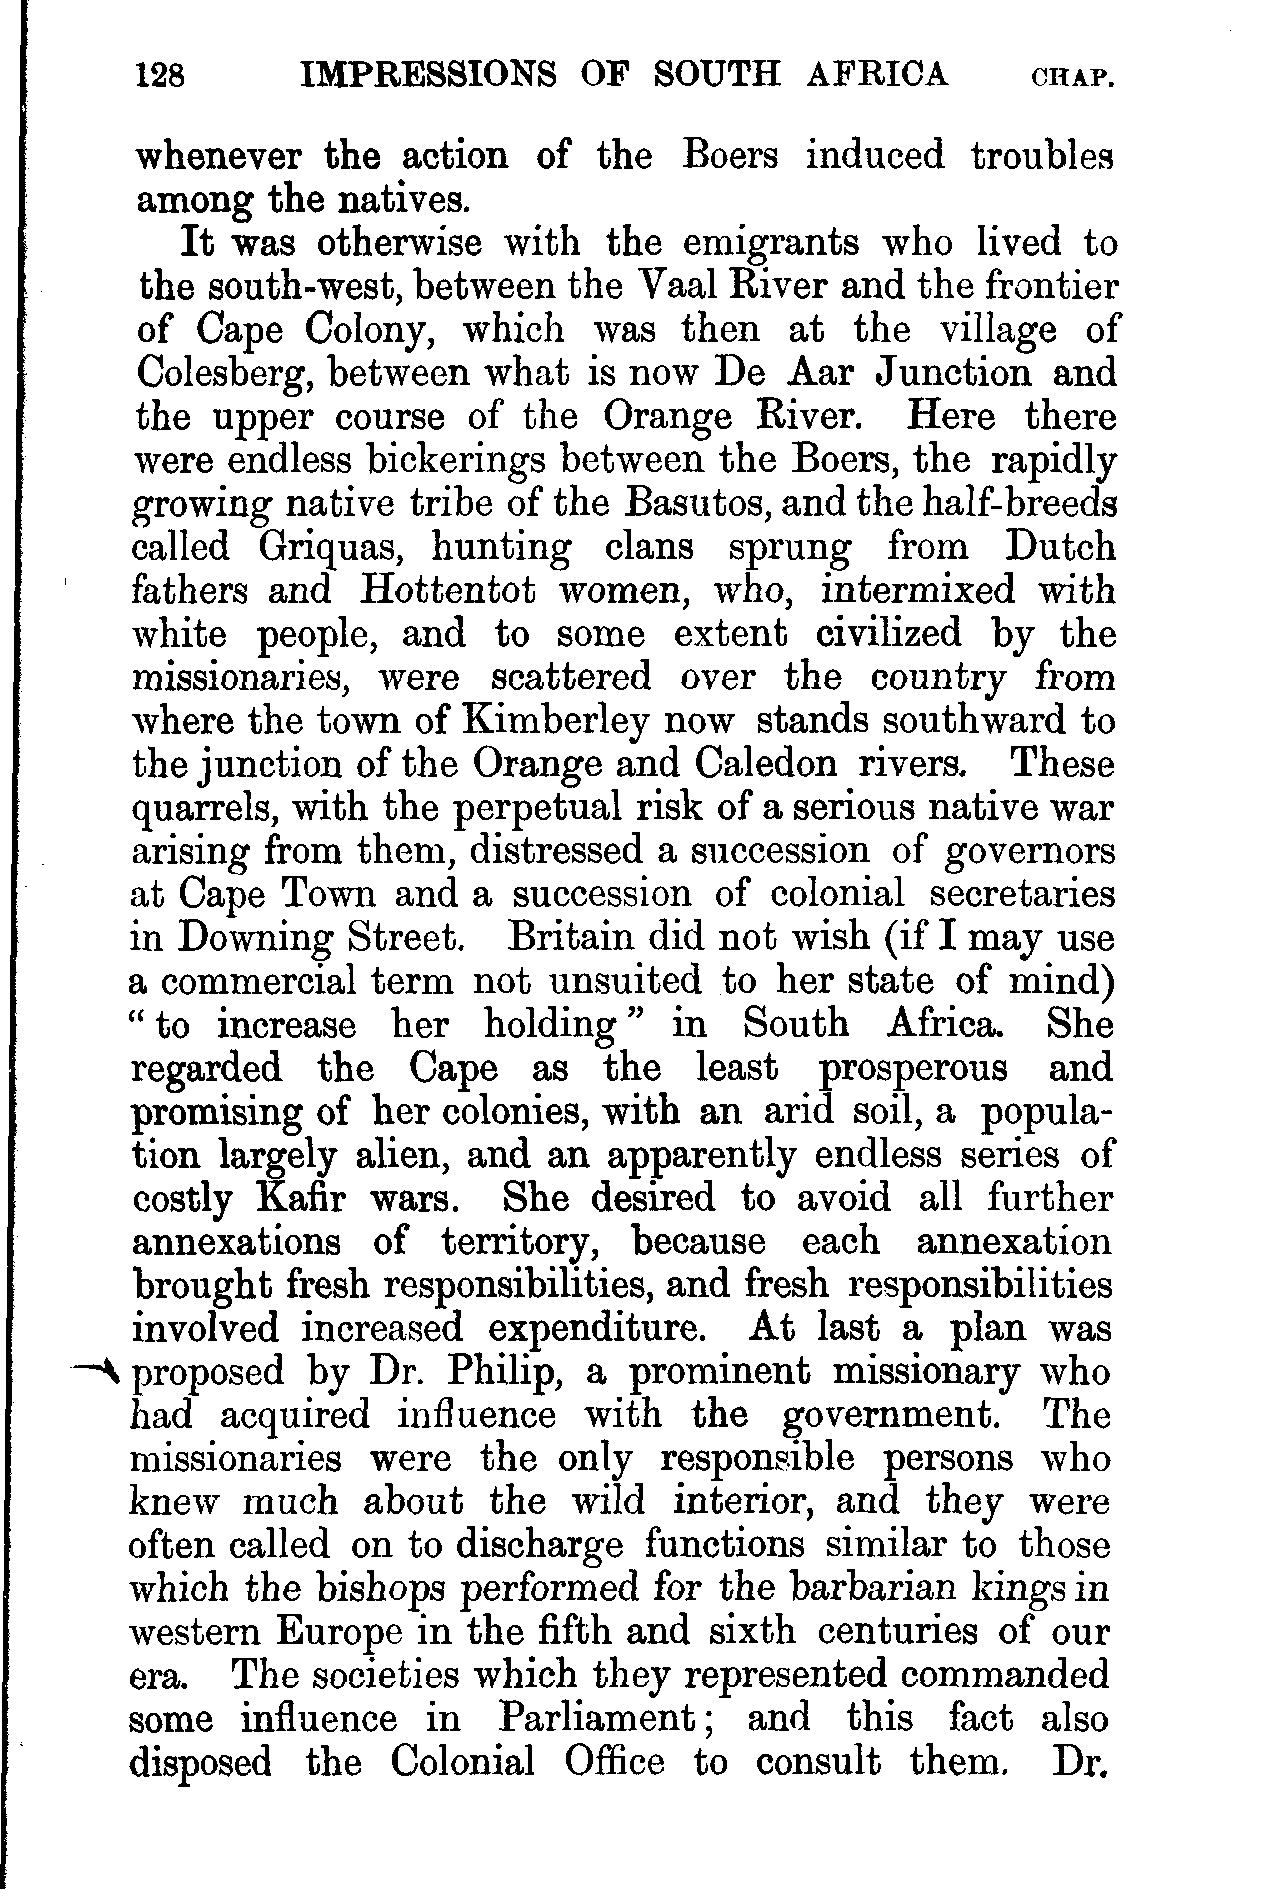 128 IMPRESSIONS OF SOUTH AFRICA CHAP.
whenever the action of the Boers induced troubles
among the natives.
It was otherwise with the emigrants who lived to
the south-west, between the Vaal River and the frontier
of Cape Colony, which was then at the village of
Colesberg, between what is now De Aar Junction and
the upper course of the Orange River. Here there
were endless bickerings between the Boers, the rapidly
growing native tribe of the Basutos, and the half-breeds
called Griquas, hunting clans sprung from Dutch
fathers and Hottentot women, who, intermixed with
white people, and to some extent civilized by the
missionaries, were scattered over the country from
where the town of Kimberley now stands southward to
the junction of the Orange and Caledon rivers. These
quarrels, with the perpetual risk of a serious native war
arising from them, distressed a succession of governors
at Cape Town and a succession of colonial secretaries
in Downing Street. Britain did not wish (if I may use
a commercial term not unsuited to her state of mind)
“to increase her holding” in South Africa. She
regarded the Cape as the least prosperous and
promising of her colonies, with an arid soil, a popula-
tion largely alien, and an apparently endless series of
costly Kafir wars. She desired to avoid all further
annexations of territory, because each annexation
brought fresh responsibilities, and fresh responsibilities
involved increased expenditure. At last a plan was
proposed by Dr. Philip, a prominent missionary who
had acquired influence with the government. The
missionaries were the only responsible persons who
knew much about the wild interior, and they were
often called on to discharge functions similar to those
which the bishops performed for the barbarian kings in
western Europe in the fifth and sixth centuries of our
era. The societies which they represented commanded
some influence in Parliament; and this fact also
disposed the Colonial Office to consult them. Dr.